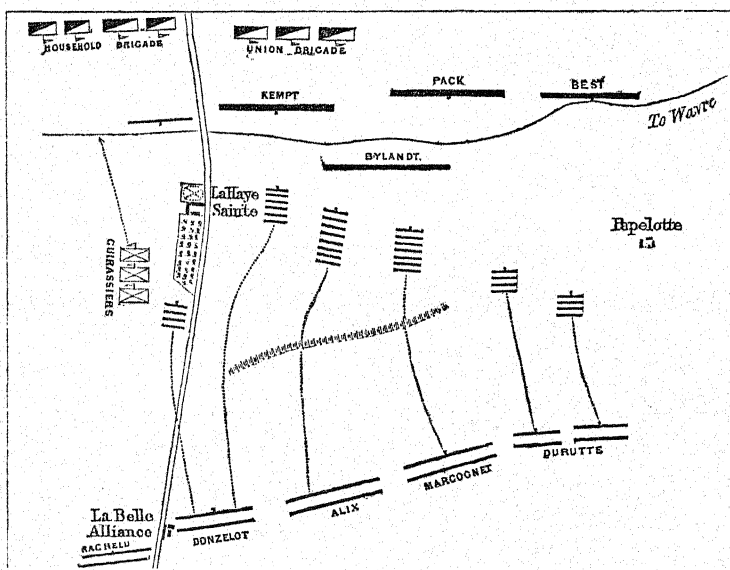 HOUSEHOLD BRIGADE
UNION BRIGADE
KEMPT
PACK
BEST
To Wavre
BYLANDT.
La Haye
Sainte
Papelotte
CUIRASSIERS
DURUTTE
MARCOGNET
ALIX
DONZELOT
La Belle
Alliance
BACHELU